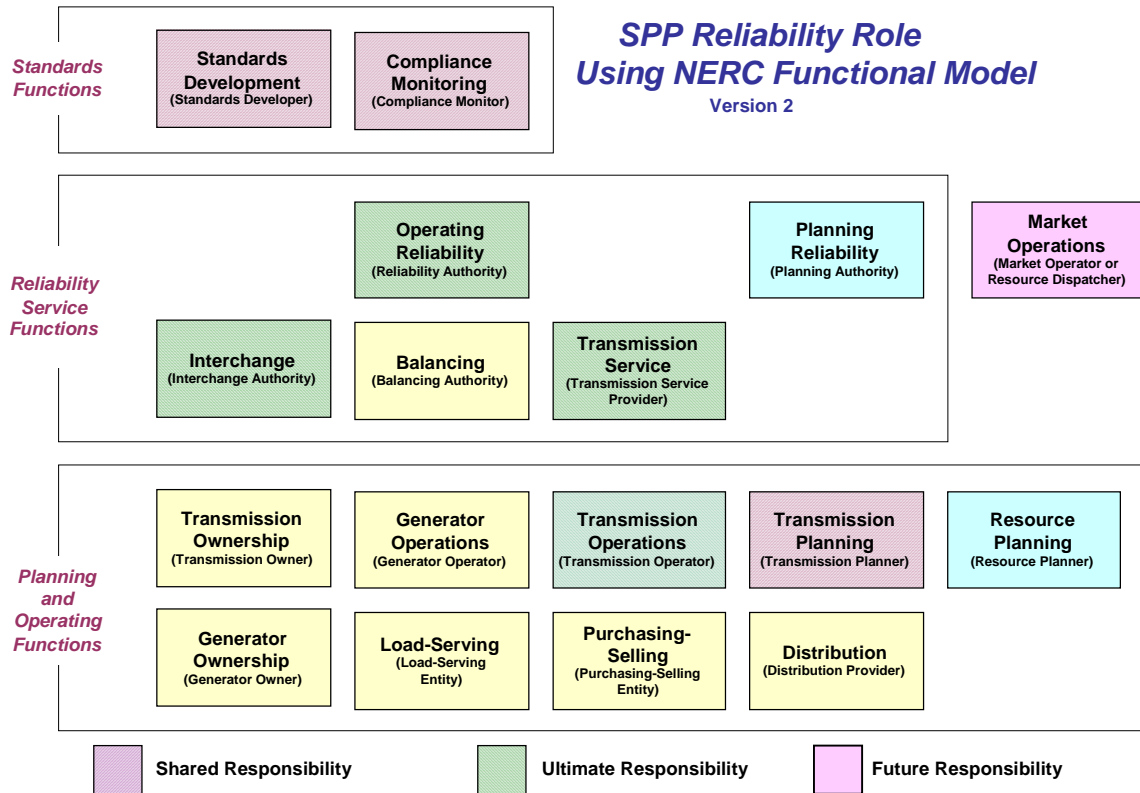 SPP Reliability Role
Using NERC Functional Model
Version 2
Standards
Functions
Standards
Development
(Standards Developer)
Compliance
Monitoring
(Compliance Monitor)
Reliability
Service
Functions
Operating
Reliability
(Reliability Authority)
Planning
Reliability
(Planning Authority)
Market
Operations
(Market Operator or
Resource Dispatcher)
Interchange
(Interchange Authority)
Balancing
(Balancing Authority)
Transmission
Service
(Transmission Service
Provider)
Planning
and
Operating
Functions
Transmission
Ownership
(Transmission Owner)
Generator
Operations
(Generator Operator)
Transmission
Operations
(Transmission Operator)
Transmission
Planning
(Transmission Planner)
Resource
Planning
(Resource Planner)
Generator
Ownership
(Generator Owner)
Load-Serving
(Load-Serving
Entity)
Purchasing-
Selling
(Purchasing-Selling
Entity)
Distribution
(Distribution Provider)
Shared Responsibility
Ultimate Responsibility
Future Responsibility